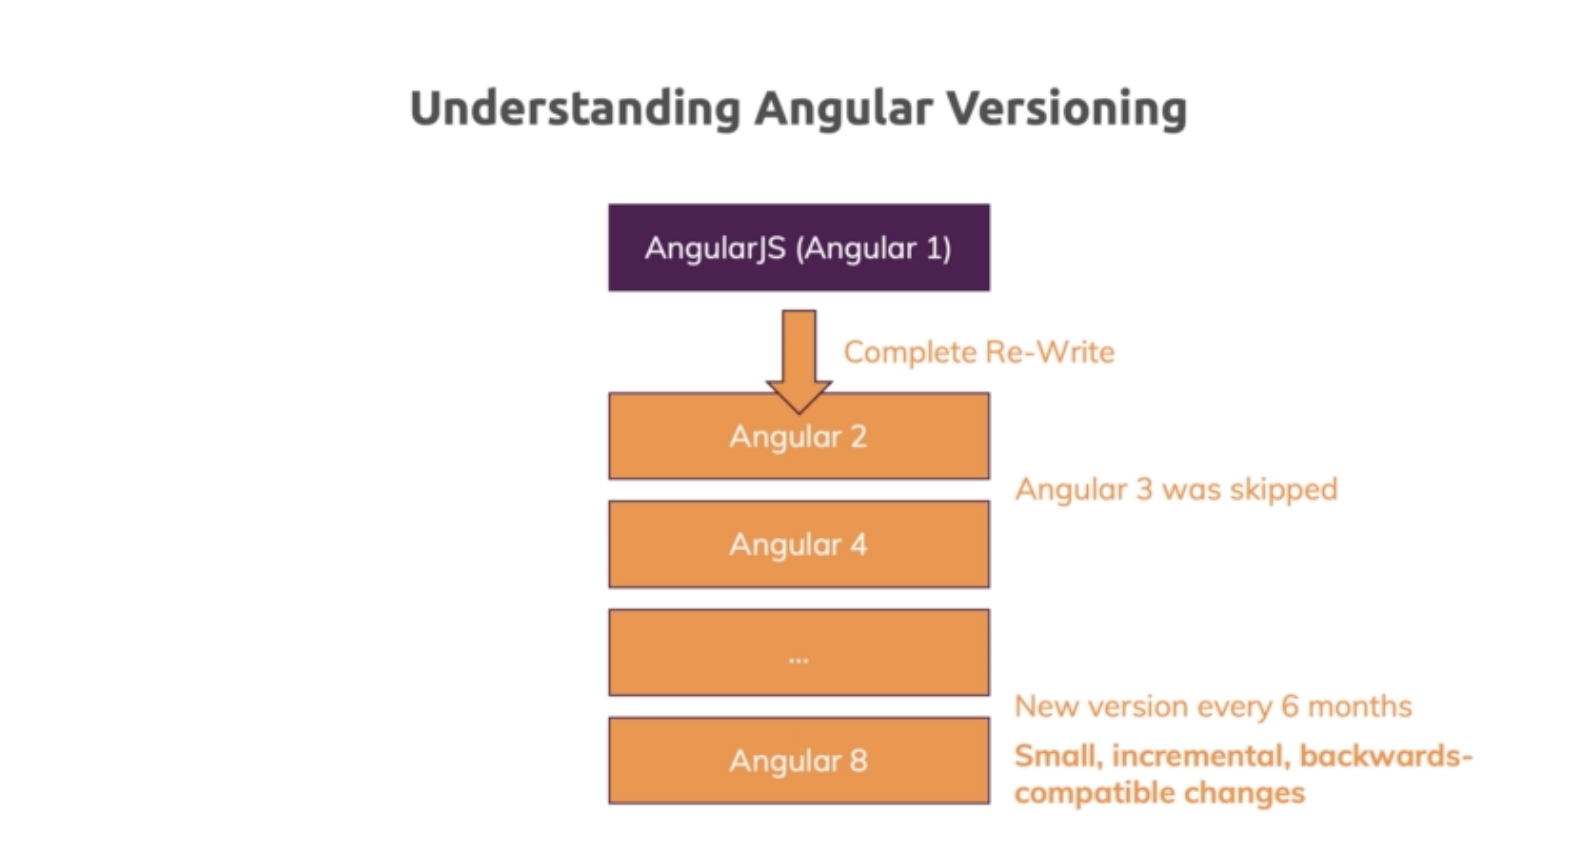 Understanding Angular Versioning
AngularJS (Angular 1)
Complete Re-Write
Angular 2
Angular 3 was skipped
Angular 4
...
New version every 6 months
Angular 8
Small, incremental, backwards-
compatible changes